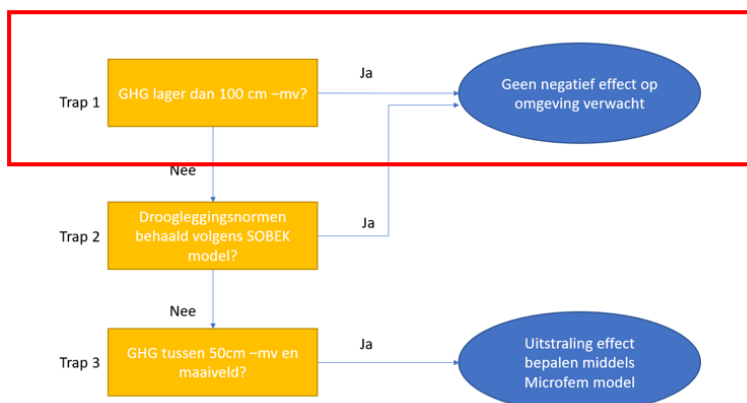 Trap 1
GHG lager dan 100 cm –mv?
Ja
Geen negatief effect op
omgeving verwacht
Nee
Trap 2
Droogleggingsnormen
behaald volgens SOBEK
model?
Ja
Nee
Trap 3
GHG tussen 50cm –mv en
maaiveld?
Ja
Uitstraling effect
bepalen middels
Microfem model